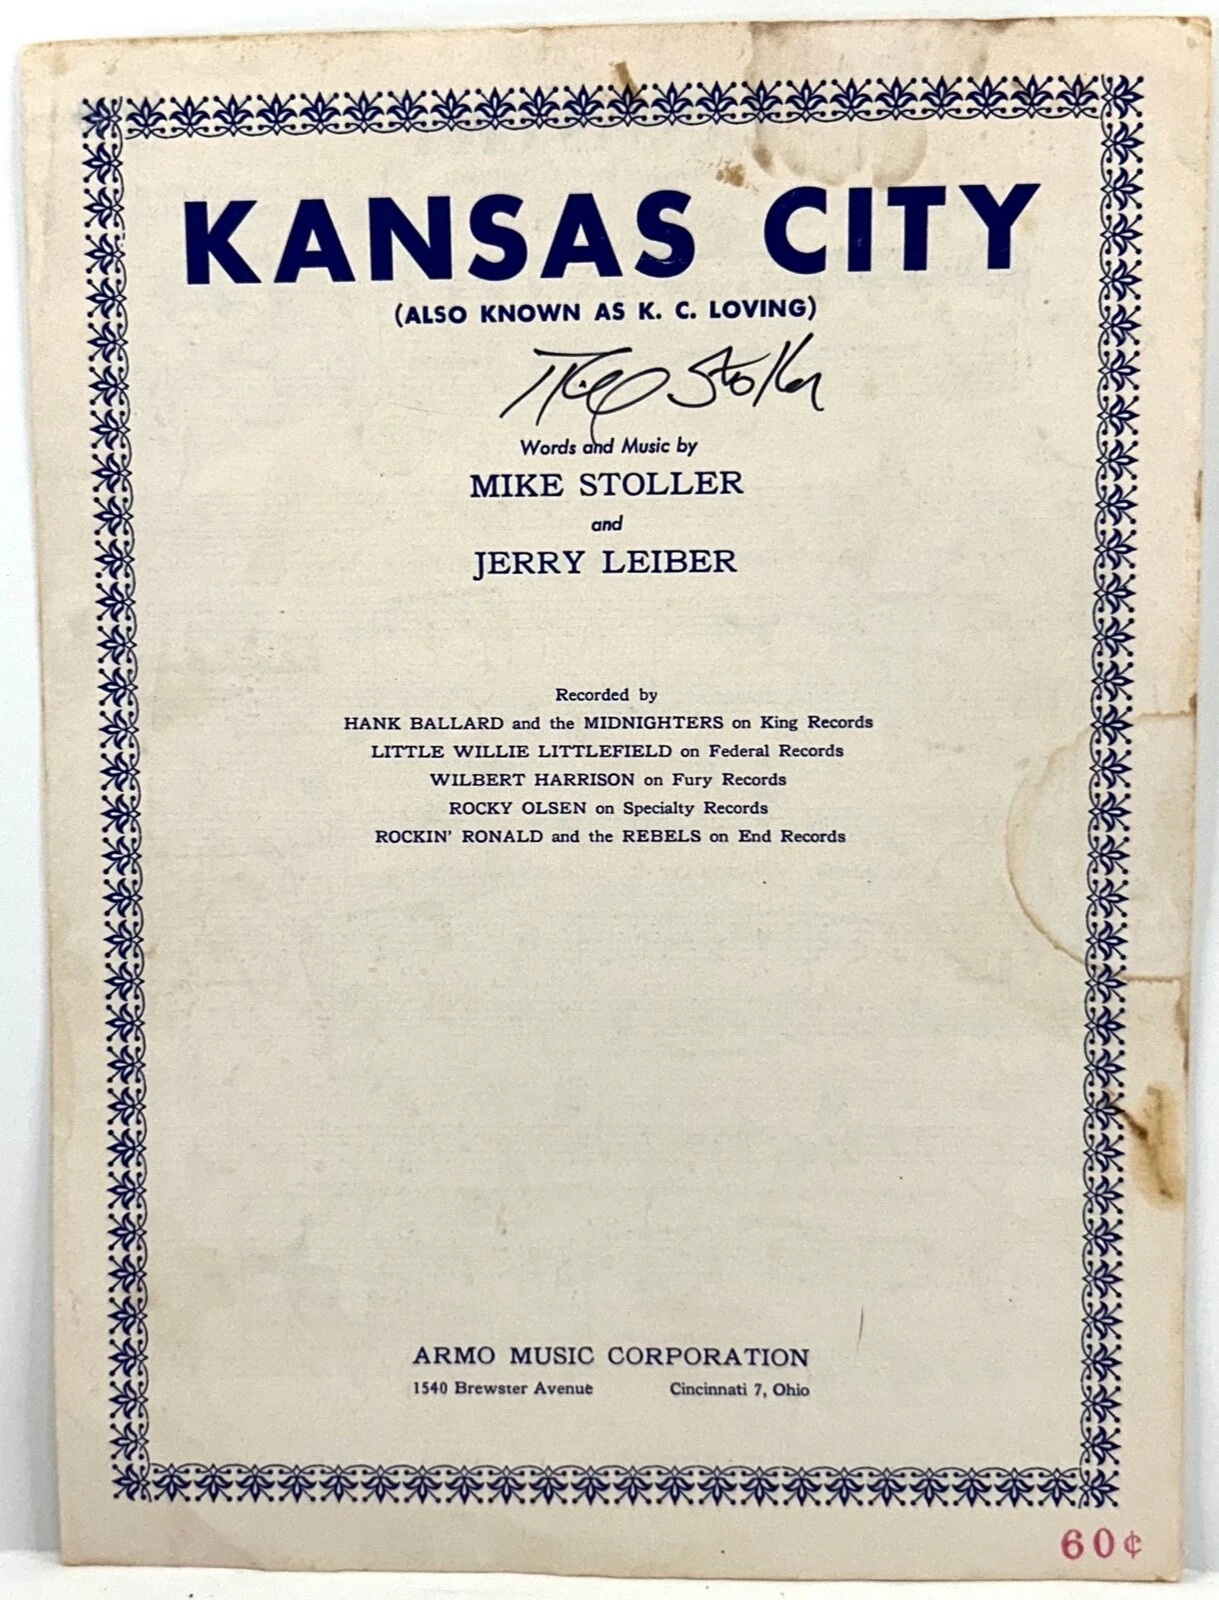 KANSAS CITY
(ALSO KNOWN AS K. C. LOVING)
Mike Stoller
Words and Music by
MIKE STOLLER
and
JERRY LEIBER
Recorded by
HANK BALLARD and the MIDNIGHTERS on King Records
LITTLE WILLIE LITTLEFIELD on Federal Records
WILBERT HARRISON on Fury Records
ROCKY OLSEN on Specialty Records
ROCKIN' RONALD and the REBELS on End Records
ARMO MUSIC CORPORATION
1540 Brewster Avenue Cincinnati 7, Ohio
60¢